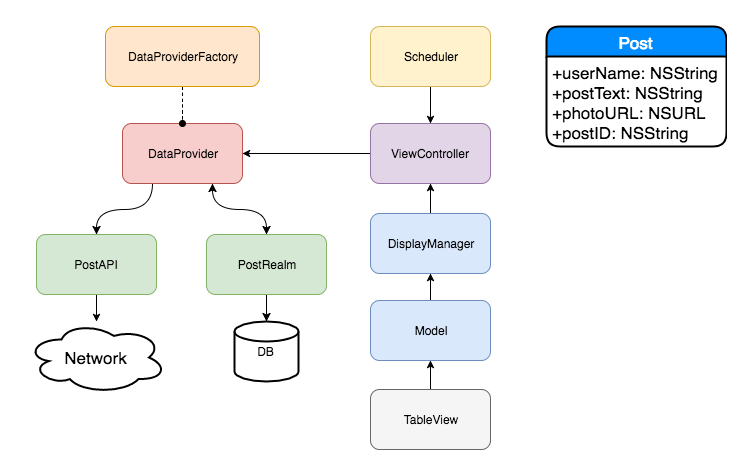 DataProviderFactory
Scheduler
Post
+userName: NSString
+postText: NSString
+photoURL: NSURL
+postID: NSString
DataProvider
ViewController
DisplayManager
PostAPI
PostRealm
Model
Network
DB
TableView